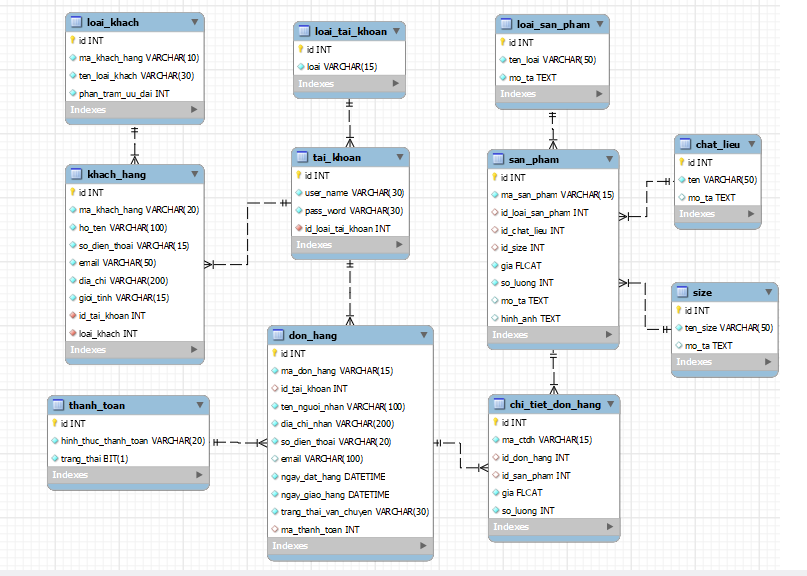 loai_khach
id INT
ma_khach_hang VARCHAR(10)
ten_loai_khach VARCHAR(30)
phan_tram_uu_dai INT
Indexes
loai_tai_khoan
id INT
loai VARCHAR(15)
Indexes
loai_san_pham
id INT
ten_loai VARCHAR(50)
mo_ta TEXT
Indexes
khach_hang
id INT
ma_khach_hang VARCHAR(20)
ho_ten VARCHAR(100)
so_dien_thoai VARCHAR(15)
email VARCHAR(50)
dia_chi VARCHAR(200)
gioi_tinh VARCHAR(15)
id_tai_khoan INT
loai_khach INT
Indexes
tai_khoan
id INT
user_name VARCHAR(30)
pass_word VARCHAR(30)
id_loai_tai_khoan INT
Indexes
san_pham
id INT
ma_san_pham VARCHAR(15)
id_loai_san_pham INT
id_chat_lieu INT
id_size INT
gia FLOAT
so_luong INT
mo_ta TEXT
hinh_anh TEXT
Indexes
chat_lieu
id INT
ten VARCHAR(50)
mo_ta TEXT
Indexes
size
id INT
ten_size VARCHAR(50)
mo_ta TEXT
Indexes
thanh_toan
id INT
hinh_thuc_thanh_toan VARCHAR(20)
trang_thai BIT(1)
Indexes
don_hang
id INT
ma_don_hang VARCHAR(15)
id_tai_khoan INT
ten_nguoi_nhan VARCHAR(100)
dia_chi_nhan VARCHAR(200)
so_dien_thoai VARCHAR(20)
email VARCHAR(100)
ngay_dat_hang DATETIME
ngay_giao_hang DATETIME
trang_thai_van_chuyen VARCHAR(30)
ma_thanh_toan INT
Indexes
chi_tiet_don_hang
id INT
ma_ctdh VARCHAR(15)
id_don_hang INT
id_san_pham INT
gia FLOAT
so_luong INT
Indexes